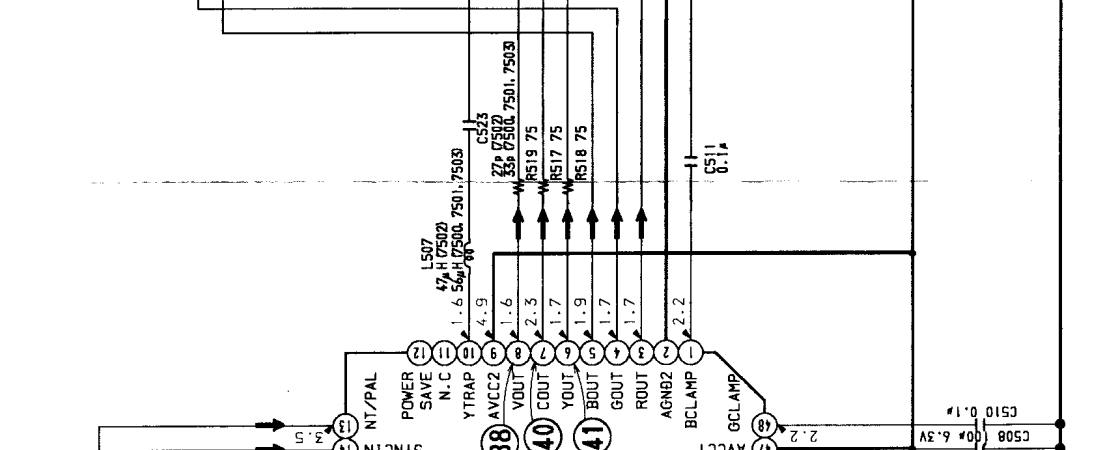 C523
27p (7502)
33p (7500, 7501, 7503)
R519 75
R517 75
R518 75
C511
0.1µ
L507
47µH (7502)
56µH (7500, 7501, 7503)
1.6
4.9
1.6
2.3
1.7
1.9
1.7
1.7
2.2
12
11
10
9
8
7
6
5
4
3
2
1
POWER
SAVE
N.C
YTRAP
AVCC2
VOUT
COUT
YOUT
BOUT
GOUT
ROUT
AGND2
BCLAMP
GCLAMP
NT/PAL
13
3.5
40
41
48
2.2
C510 0.1µ
C508
6.3V